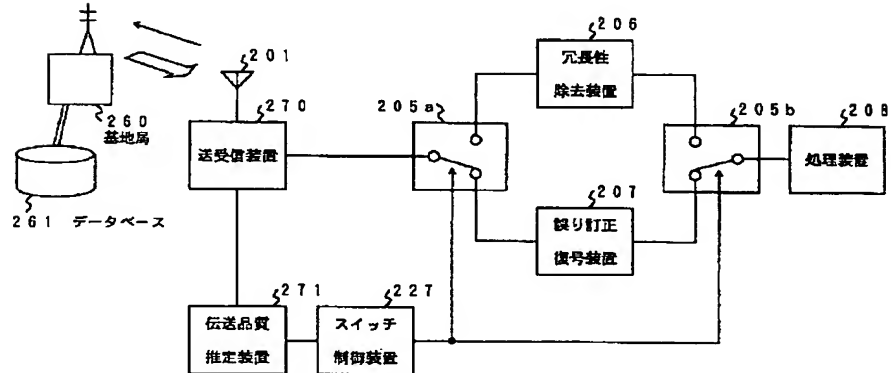 206
冗長性
除去装置
201
260
基地局
270
送受信装置
205a
205b
208
処理装置
207
誤り訂正
復号装置
261 データベース
271
伝送品質
推定装置
227
スイッチ
制御装置